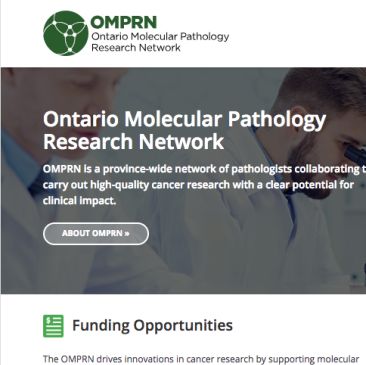 OMPRN
Ontario Molecular Pathology
Research Network
Ontario Molecular Pathology
Research Network
OMPRN is a province-wide network of pathologists collaborating t
carry out high-quality cancer research with a clear potential for
clinical impact.
ABOUT OMPRN »
Funding Opportunities
The OMPRN drives innovations in cancer research by supporting molecular